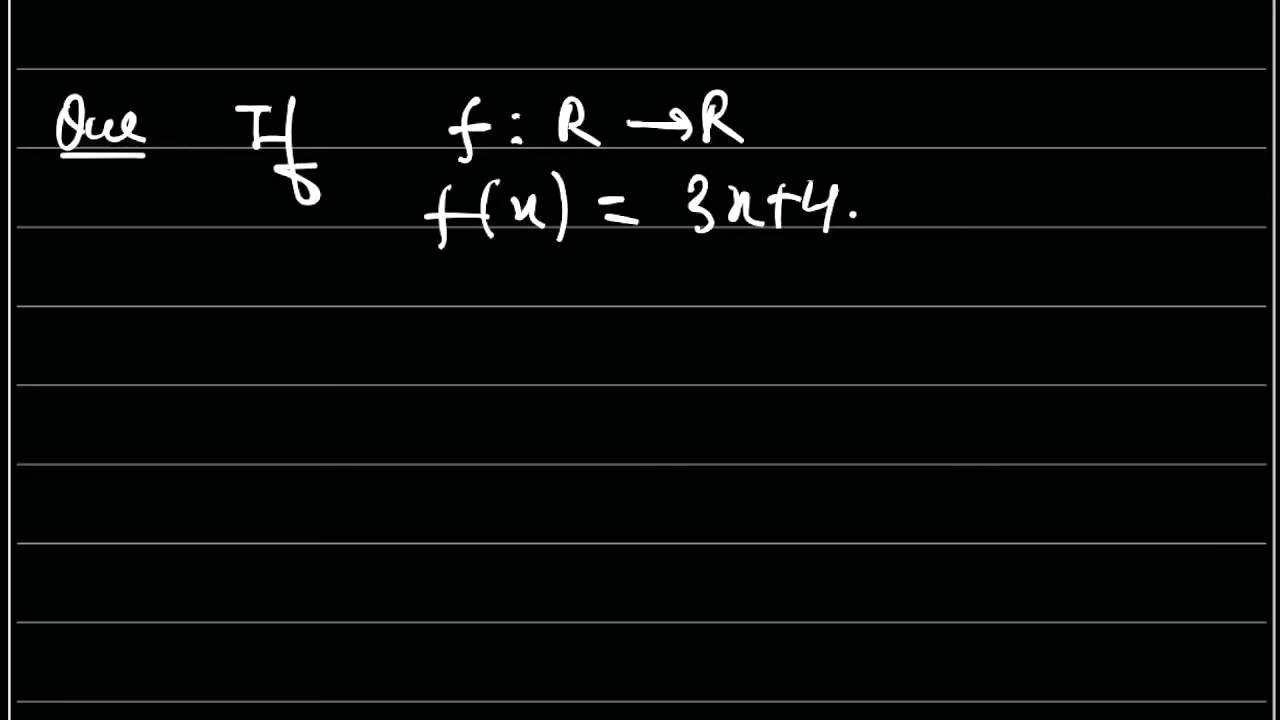 Que If f : R → R
f(x) = 3x+4.